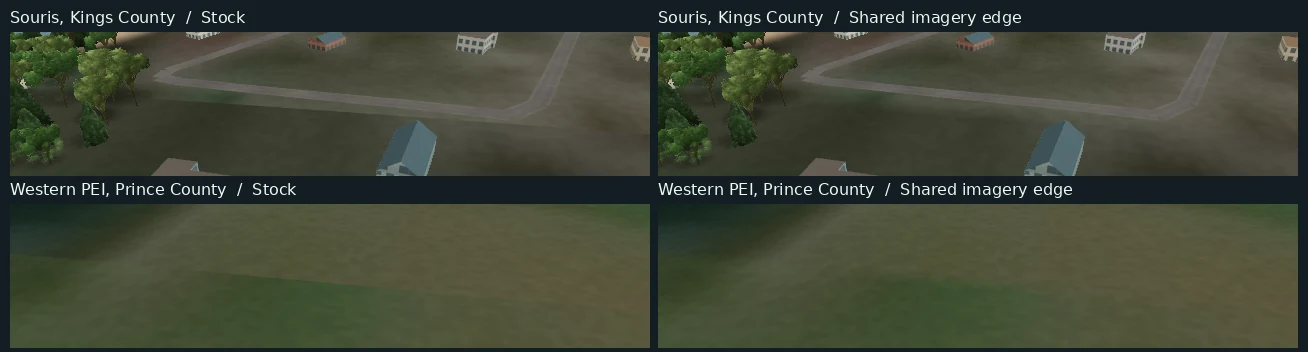 Souris, Kings County / Stock
Souris, Kings County / Shared imagery edge
Western PEI, Prince County / Stock
Western PEI, Prince County / Shared imagery edge